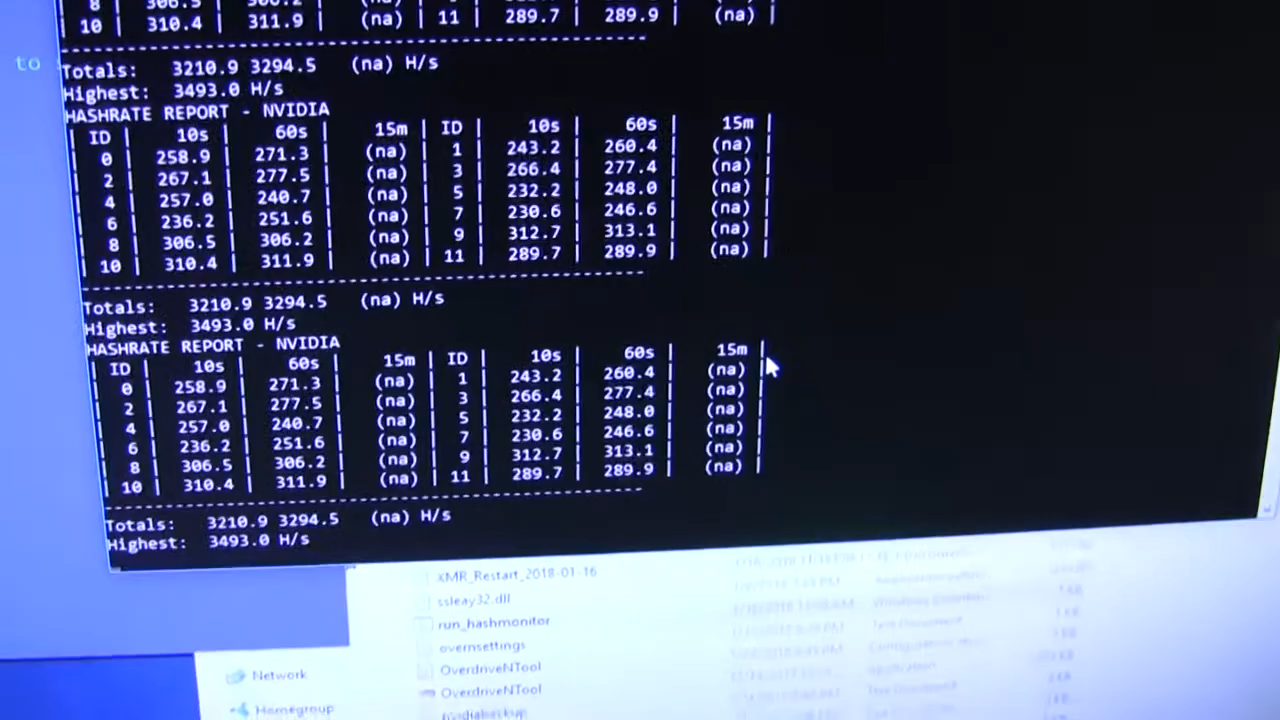 8 | 306.5 | 306.2 |
10 | 310.4 | 311.9 | (na) | 11 | 289.7 | 289.9 | (na) |
to
Totals: 3210.9 3294.5 (na) H/s
Highest: 3493.0 H/s
HASHRATE REPORT - NVIDIA
| ID | 10s | 60s | 15m | ID | 10s | 60s | 15m |
| 0 | 258.9 | 271.3 | (na) | 1 | 243.2 | 260.4 | (na) |
| 2 | 267.1 | 277.5 | (na) | 3 | 266.4 | 277.4 | (na) |
| 4 | 257.0 | 240.7 | (na) | 5 | 232.2 | 248.0 | (na) |
| 6 | 236.2 | 251.6 | (na) | 7 | 230.6 | 246.6 | (na) |
| 8 | 306.5 | 306.2 | (na) | 9 | 312.7 | 313.1 | (na) |
| 10 | 310.4 | 311.9 | (na) | 11 | 289.7 | 289.9 | (na) |
Totals: 3210.9 3294.5 (na) H/s
Highest: 3493.0 H/s
HASHRATE REPORT - NVIDIA
| ID | 10s | 60s | 15m | ID | 10s | 60s | 15m |
| 0 | 258.9 | 271.3 | (na) | 1 | 243.2 | 260.4 | (na) |
| 2 | 267.1 | 277.5 | (na) | 3 | 266.4 | 277.4 | (na) |
| 4 | 257.0 | 240.7 | (na) | 5 | 232.2 | 248.0 | (na) |
| 6 | 236.2 | 251.6 | (na) | 7 | 230.6 | 246.6 | (na) |
| 8 | 306.5 | 306.2 | (na) | 9 | 312.7 | 313.1 | (na) |
| 10 | 310.4 | 311.9 | (na) | 11 | 289.7 | 289.9 | (na) |
Totals: 3210.9 3294.5 (na) H/s
Highest: 3493.0 H/s
XMR_Restart_2018-01-16
ssleay32.dll
run_hashmonitor
overnsettings
Network
OverdriveNTool
OverdriveNTool
Homegroup